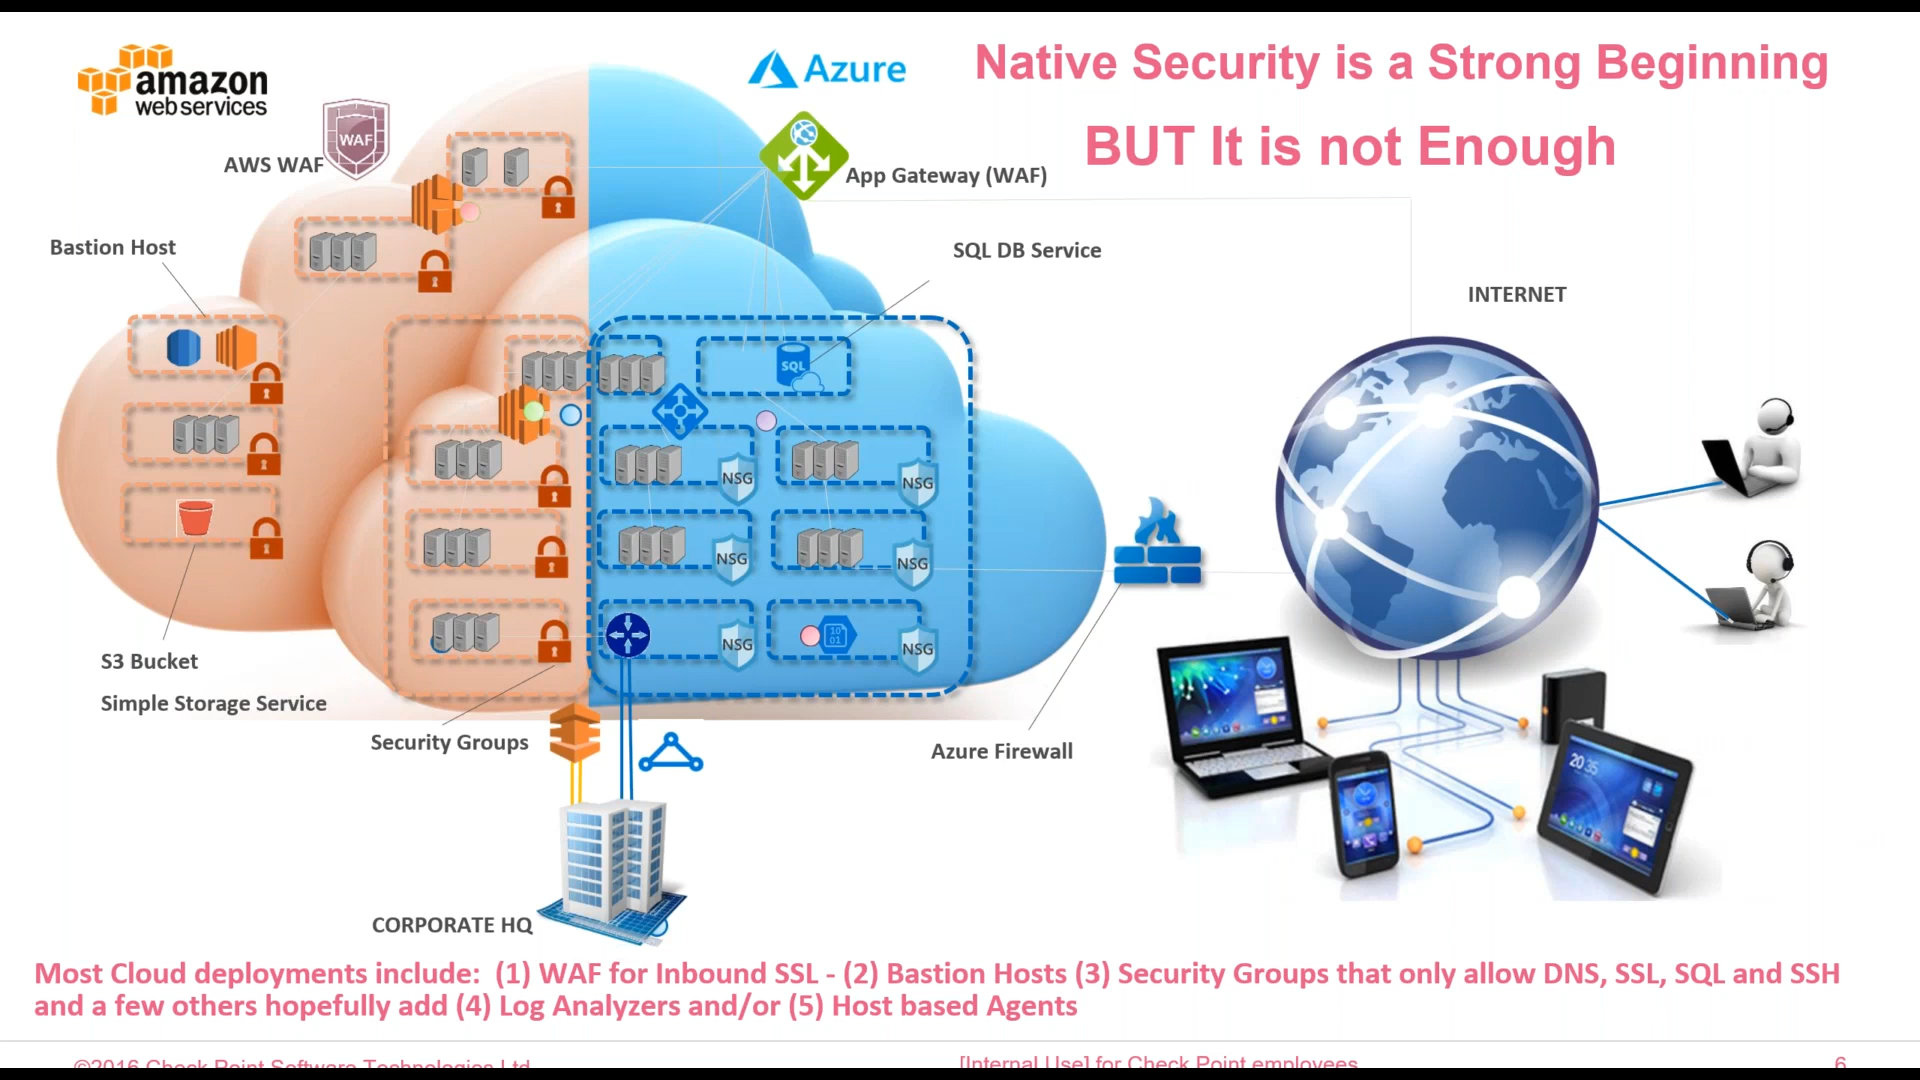 amazon
web services
Azure
Native Security is a Strong Beginning
BUT It is not Enough
WAF
AWS WAF
App Gateway (WAF)
Bastion Host
SQL DB Service
INTERNET
SQL
NSG
NSG
NSG
NSG
NSG
10
01
NSG
S3 Bucket
Simple Storage Service
Security Groups
Azure Firewall
20 35
CORPORATE HQ
Most Cloud deployments include: (1) WAF for Inbound SSL - (2) Bastion Hosts (3) Security Groups that only allow DNS, SSL, SQL and SSH
and a few others hopefully add (4) Log Analyzers and/or (5) Host based Agents
©2016 Check Point Software Technologies Ltd.
[Internal Use] for Check Point employees
6